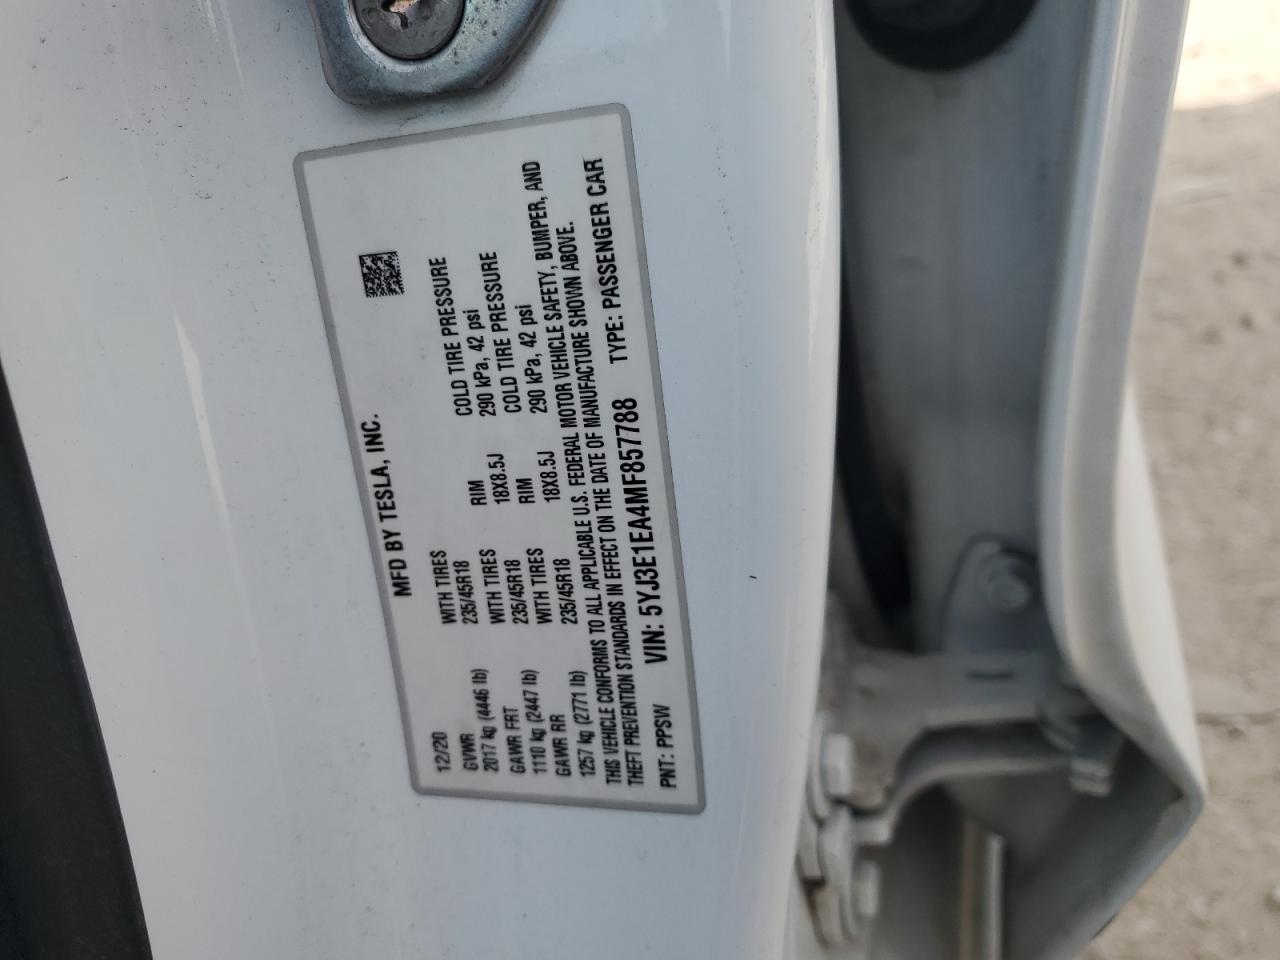 MFD BY TESLA, INC.
12/20
GVWR WITH TIRES RIM COLD TIRE PRESSURE
2017 kg (4446 lb) 235/45R18 18X8.5J 290 kPa, 42 psi
GAWR FRT WITH TIRES RIM COLD TIRE PRESSURE
1110 kg (2447 lb) 235/45R18 18X8.5J 290 kPa, 42 psi
GAWR RR WITH TIRES
1257 kg (2771 lb) 235/45R18
THIS VEHICLE CONFORMS TO ALL APPLICABLE U.S. FEDERAL MOTOR VEHICLE SAFETY, BUMPER, AND
THEFT PREVENTION STANDARDS IN EFFECT ON THE DATE OF MANUFACTURE SHOWN ABOVE.
PNT: PPSW VIN: 5YJ3E1EA4MF857788 TYPE: PASSENGER CAR